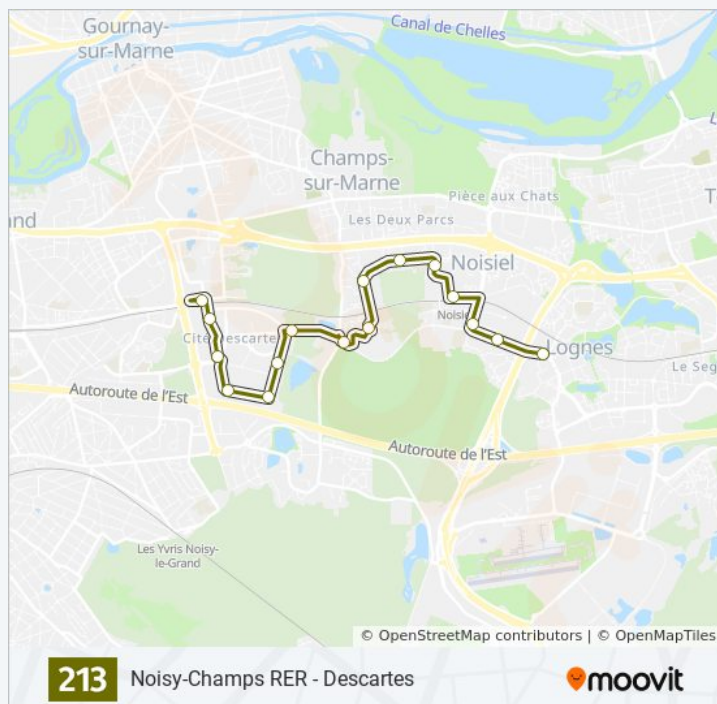 Gournay-
sur-Marne
Canal de Chelles
Champs-
sur-Marne
Pièce aux Chats
and
Les Deux Parcs
Noisiel
Cité Descartes
Noisiel
Lognes
Le Seg
Autoroute de l'Est
Autoroute de l'Est
Les Yvris Noisy-
le-Grand
© OpenStreetMap contributors | © OpenMapTiles
213 Noisy-Champs RER - Descartes
moovit